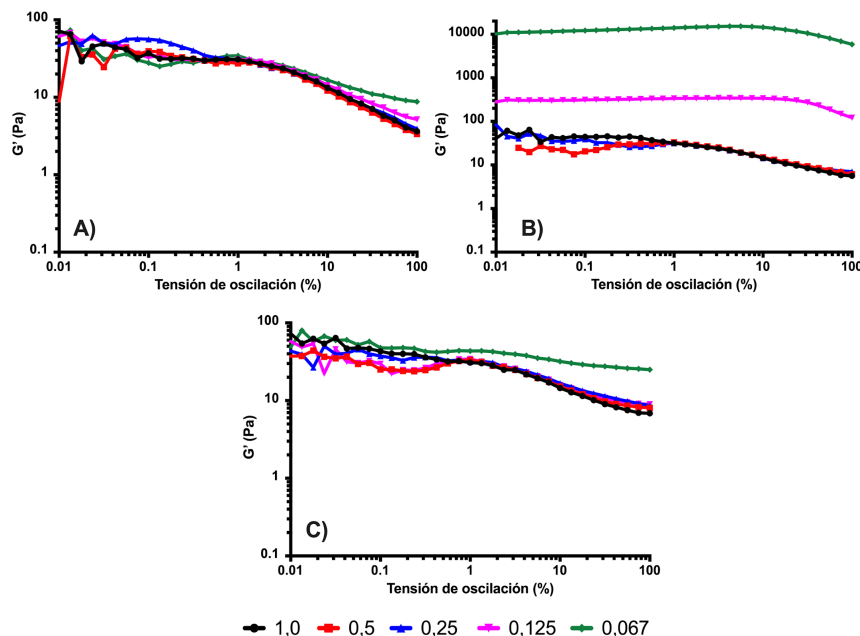 100
10
1
0.1
G' (Pa)
A)
0.01 0.1 1 10 100
Tensión de oscilación (%)
10000
1000
100
10
1
0.1
G' (Pa)
B)
0.01 0.1 1 10 100
Tensión de oscilación (%)
100
10
1
0.1
G' (Pa)
C)
0.01 0.1 1 10 100
Tensión de oscilación (%)
1,0 0,5 0,25 0,125 0,067